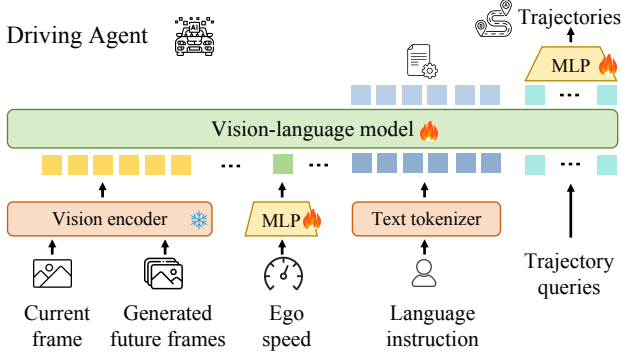 Driving Agent
AI
Trajectories
MLP
Vision-language model
Vision encoder
MLP
Text tokenizer
Current frame
Generated future frames
Ego speed
Language instruction
Trajectory queries